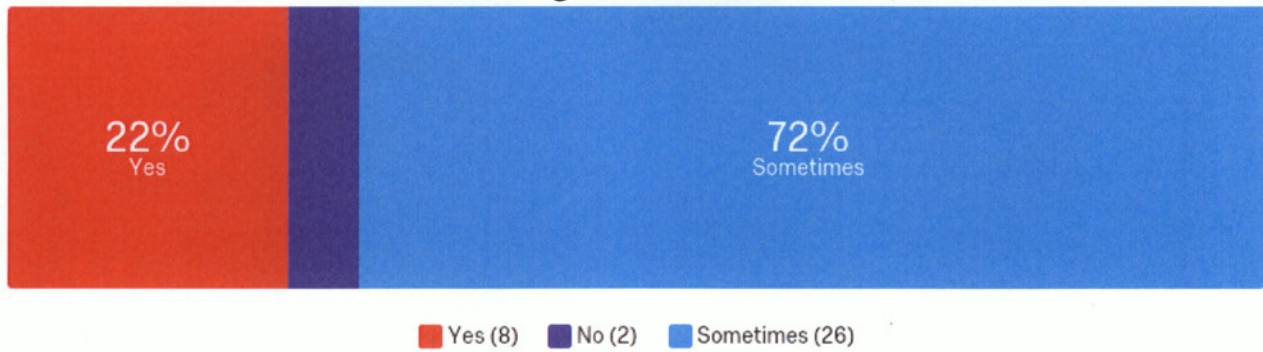 22%
Yes
72%
Sometimes
Yes (8) No (2) Sometimes (26)